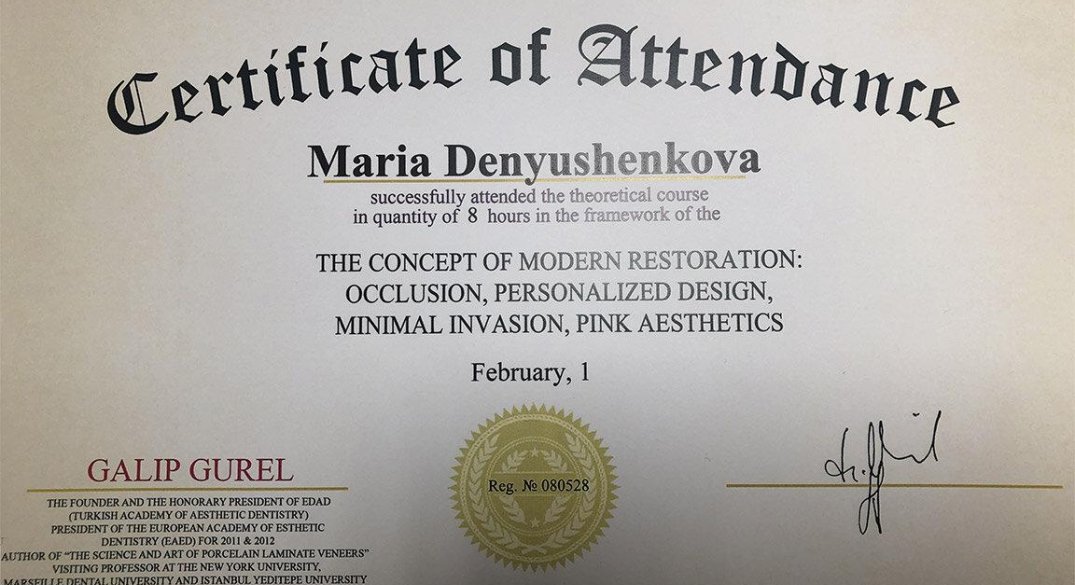 Certificate of Attendance
Maria Denyushenkova
successfully attended the theoretical course
in quantity of 8 hours in the framework of the
THE CONCEPT OF MODERN RESTORATION:
OCCLUSION, PERSONALIZED DESIGN,
MINIMAL INVASION, PINK AESTHETICS
February, 1
Reg. № 080528
GALIP GUREL
THE FOUNDER AND THE HONORARY PRESIDENT OF EDAD
(TURKISH ACADEMY OF AESTHETIC DENTISTRY)
PRESIDENT OF THE EUROPEAN ACADEMY OF ESTHETIC
DENTISTRY (EAED) FOR 2011 & 2012
AUTHOR OF “THE SCIENCE AND ART OF PORCELAIN LAMINATE VENEERS”
VISITING PROFESSOR AT THE NEW YORK UNIVERSITY,
MARSEILLE DENTAL UNIVERSITY AND ISTANBUL YEDITEPE UNIVERSITY